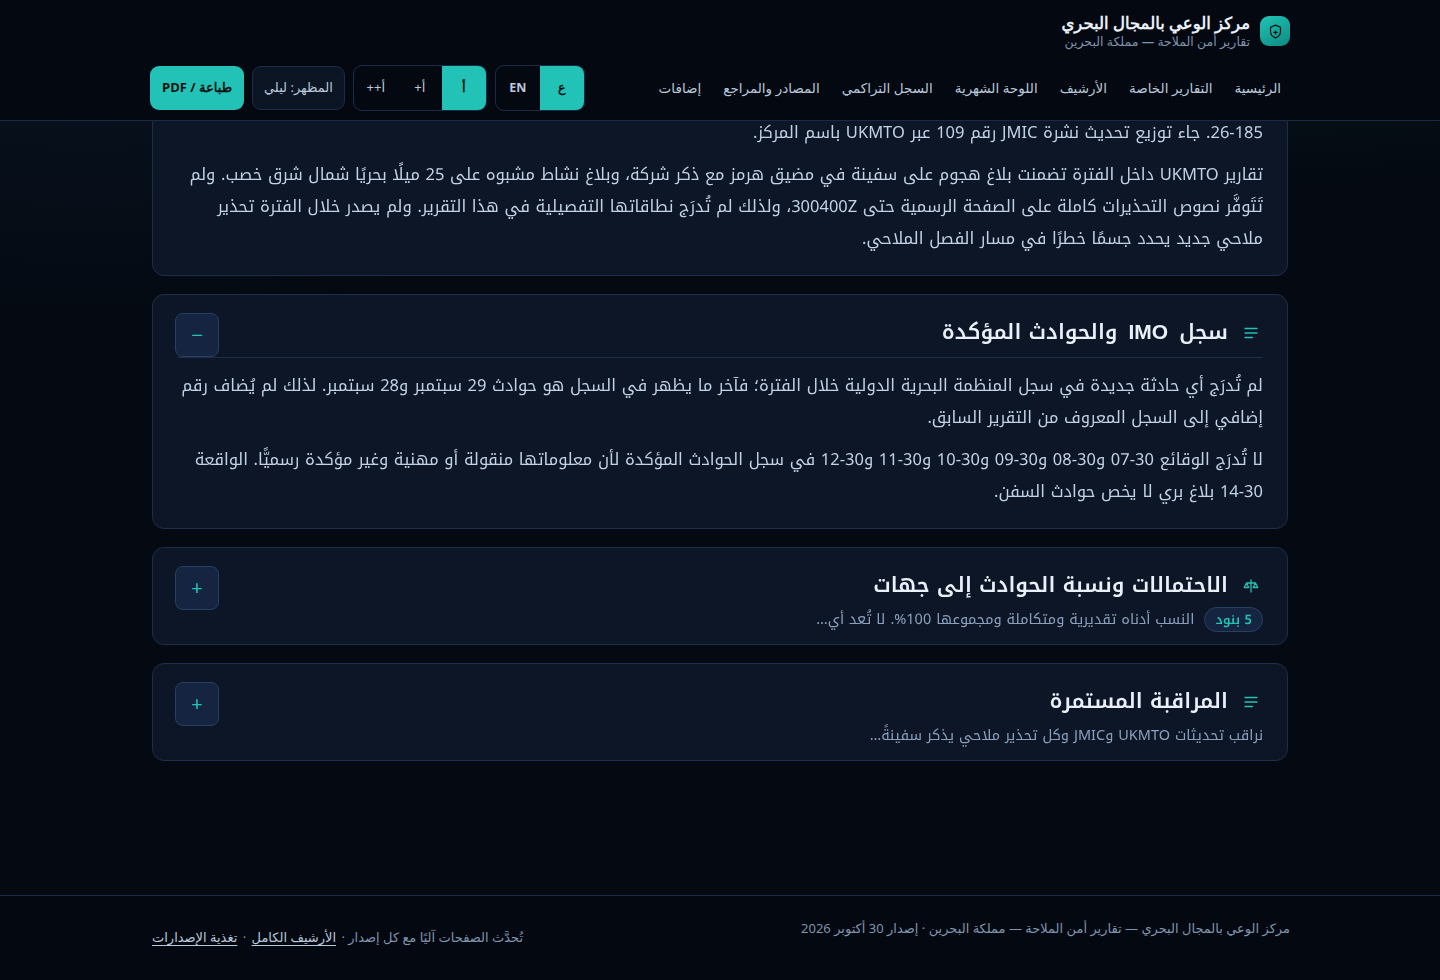 مركز الوعي بالمجال البحري
تقارير أمن الملاحة — مملكة البحرين
الرئيسية
التقارير الخاصة
الأرشيف
اللوحة الشهرية
السجل التراكمي
المصادر والمراجع
إضافات
ع
EN
أ
أ+
أ++
المظهر: ليلي
طباعة / PDF
26-185. جاء توزيع تحديث نشرة JMIC رقم 109 عبر UKMTO باسم المركز.
تقارير UKMTO داخل الفترة تضمنت بلاغ هجوم على سفينة في مضيق هرمز مع ذكر شركة، وبلاغ نشاط مشبوه على 25 ميلًا بحريًا شمال شرق خصب. ولم
تَتَوفَّر نصوص التحذيرات كاملة على الصفحة الرسمية حتى 300400Z، ولذلك لم تُدرَج نطاقاتها التفصيلية في هذا التقرير. ولم يصدر خلال الفترة تحذير
ملاحي جديد يحدد جسمًا خطرًا في مسار الفصل الملاحي.
سجل IMO والحوادث المؤكدة
−
لم تُدرَج أي حادثة جديدة في سجل المنظمة البحرية الدولية خلال الفترة؛ فآخر ما يظهر في السجل هو حوادث 29 سبتمبر و28 سبتمبر. لذلك لم يُضاف رقم
إضافي إلى السجل المعروف من التقرير السابق.
لا تُدرَج الوقائع 30-07 و30-08 و30-09 و30-10 و30-11 و30-12 في سجل الحوادث المؤكدة لأن معلوماتها منقولة أو مهنية وغير مؤكدة رسميًّا. الواقعة
30-14 بلاغ بري لا يخص حوادث السفن.
الاحتمالات ونسبة الحوادث إلى جهات
+
5 بنود
النسب أدناه تقديرية ومتكاملة ومجموعها 100%. لا تُعد أي…
المراقبة المستمرة
+
نراقب تحديثات UKMTO وJMIC وكل تحذير ملاحي يذكر سفينةً…
مركز الوعي بالمجال البحري — تقارير أمن الملاحة — مملكة البحرين · إصدار 30 أكتوبر 2026
تُحدَّث الصفحات آليًا مع كل إصدار · الأرشيف الكامل · تغذية الإصدارات